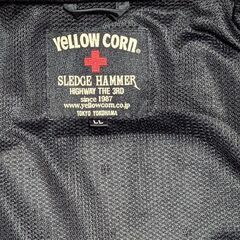 YELLOW CORN®
SLEDGE HAMMER
HIGHWAY THE 3RD
since 1987
www.yellowcorn.co.jp
TOKYO YOKOHAMA
LL